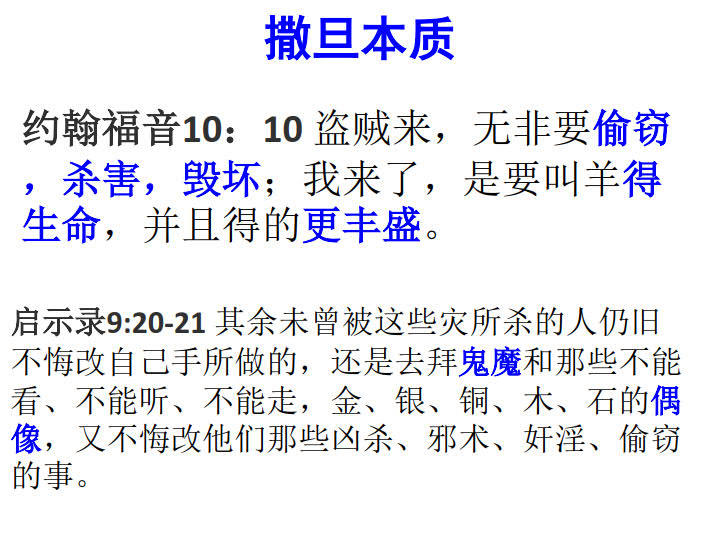 撒旦本质
约翰福音10：10 盗贼来，无非要偷窃
，杀害，毁坏；我来了，是要叫羊得
生命，并且得的更丰盛。
启示录9:20-21 其余未曾被这些灾所杀的人仍旧
不悔改自己手所做的，还是去拜鬼魔和那些不能
看、不能听、不能走，金、银、铜、木、石的偶
像，又不悔改他们那些凶杀、邪术、奸淫、偷窃
的事。